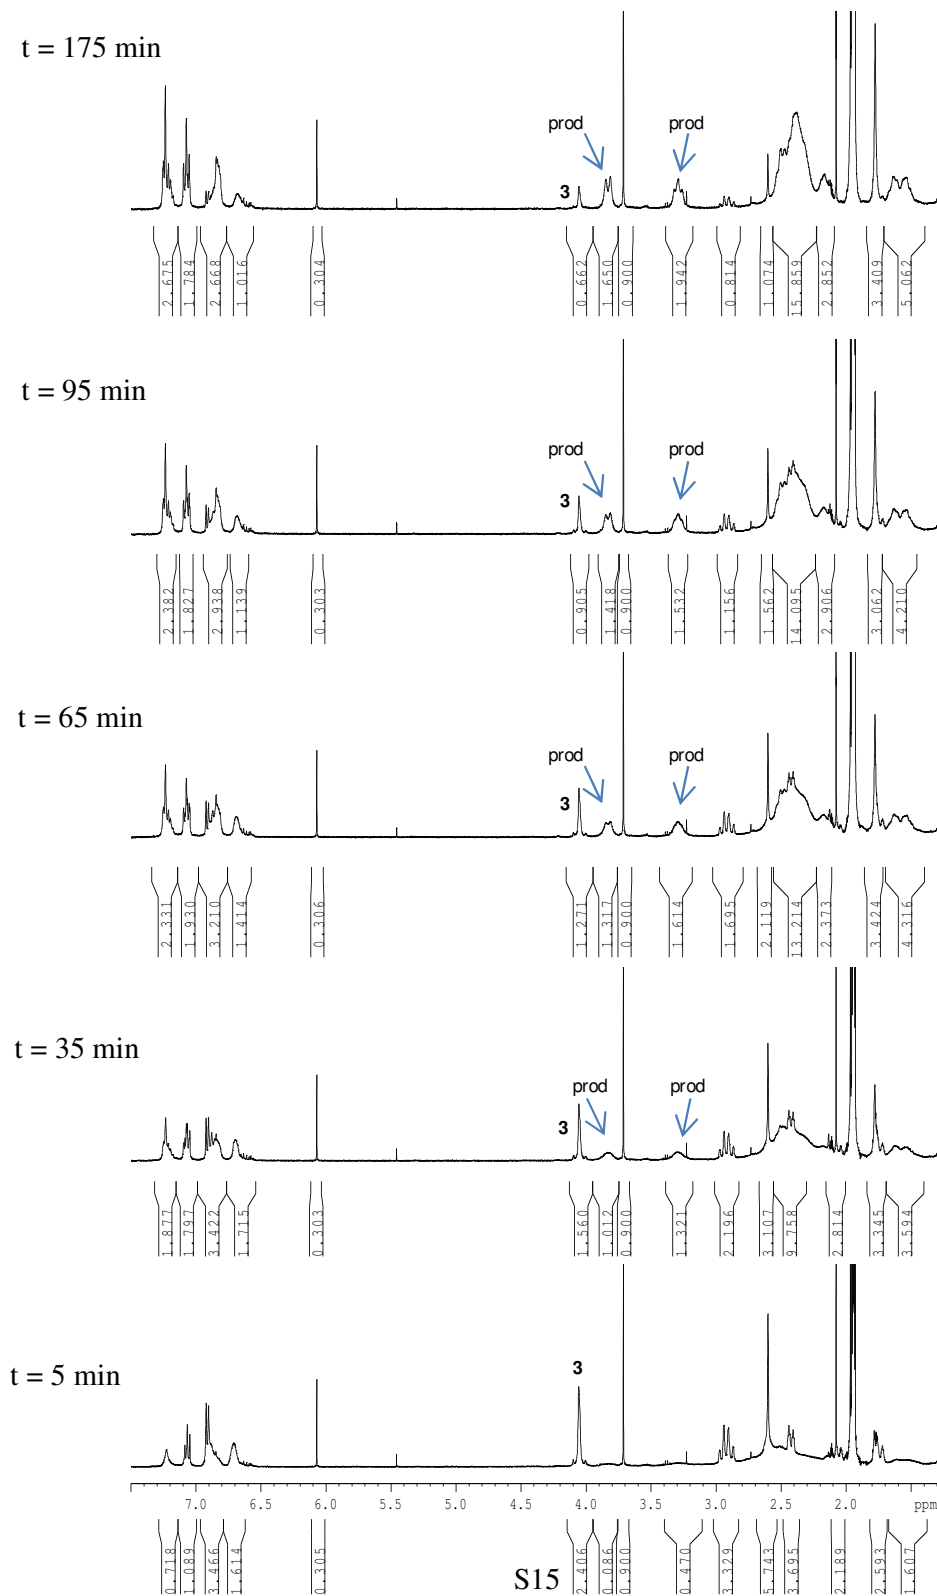 t = 175 min
prod prod
3
2.675 1.784 2.668 1.016 0.304 0.662 1.650 0.900 1.942 0.814 1.074 15.859 2.852 3.409 5.062
t = 95 min
prod prod
3
2.382 1.827 2.938 1.139 0.303 0.905 1.418 0.900 1.532 1.156 1.562 14.095 2.906 3.062 4.210
t = 65 min
prod prod
3
2.331 1.930 3.210 1.414 0.306 1.271 1.317 0.900 1.614 1.695 2.119 13.214 2.373 3.424 4.316
t = 35 min
prod prod
3
1.877 1.797 3.422 1.715 0.303 1.560 1.012 0.900 1.321 2.196 3.107 9.758 2.814 3.345 3.594
t = 5 min
3
7.0 6.5 6.0 5.5 5.0 4.5 4.0 3.5 3.0 2.5 2.0 ppm
0.718 1.089 3.466 1.614 0.305 2.406 0.086 0.900 0.470 3.329 5.743 3.695 2.189 2.593 1.607
S15